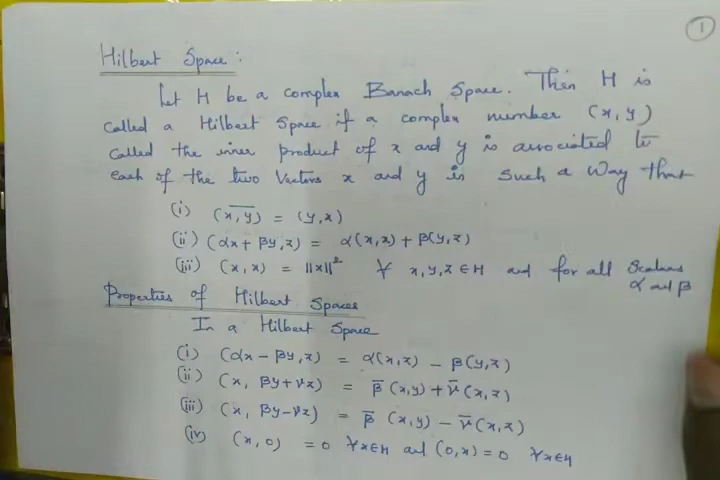 1
Hilbert Space :
Let H be a complex Banach Space. Then H is
called a Hilbert Space if a complex number (x, y)
called the inner product of x and y is associated to
each of the two Vectors x and y in such a Way that
(i) (x̅,̅ y̅) = (y, x)
(ii) (αx + βy, z) = α(x, z) + β(y, z)
(iii) (x, x) = ||x||² ∀ x, y, z ∈ H and for all Scalars
α and β
Properties of Hilbert Spaces
In a Hilbert Space
(i) (αx - βy, z) = α(x, z) - β(y, z)
(ii) (x, βy + γz) = β̅ (x, y) + γ̅ (x, z)
(iii) (x, βy - γz) = β̅ (x, y) - γ̅ (x, z)
(iv) (x, 0) = 0 ∀ x ∈ H and (0, x) = 0 ∀ x ∈ H